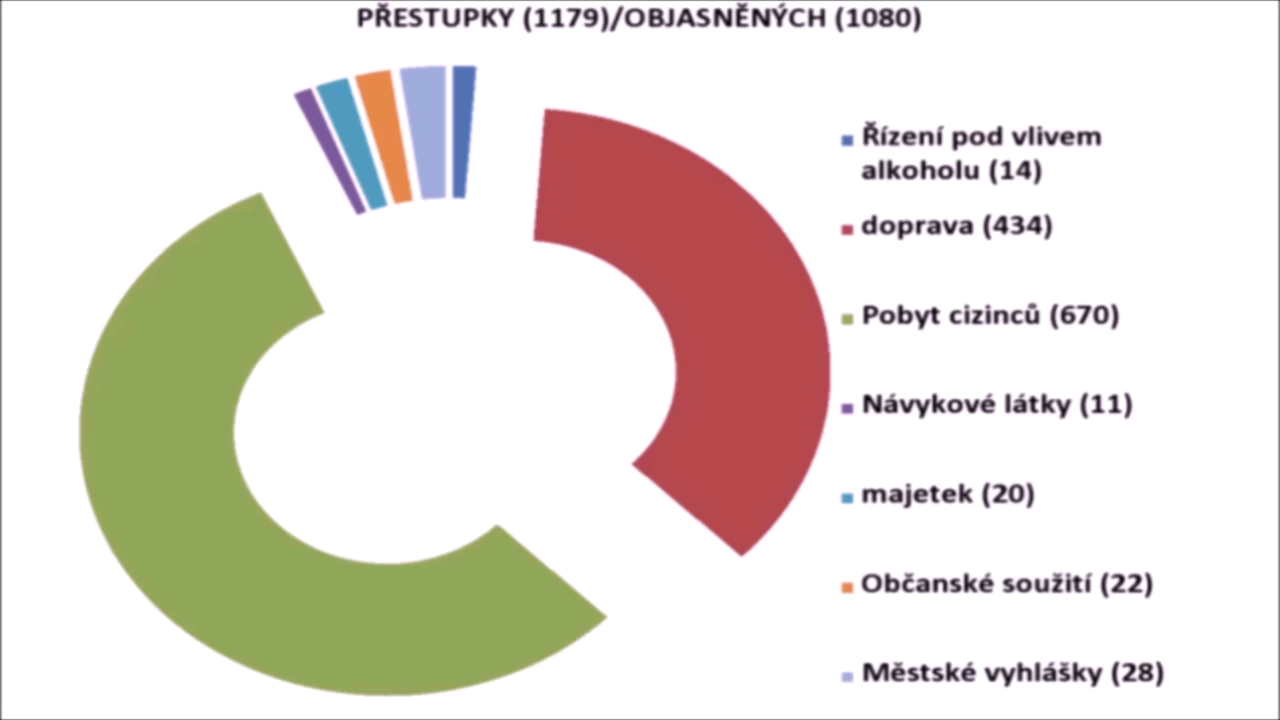 PŘESTUPKY (1179)/OBJASNĚNÝCH (1080)
Řízení pod vlivem
alkoholu (14)
doprava (434)
Pobyt cizinců (670)
Návykové látky (11)
majetek (20)
Občanské soužití (22)
Městské vyhlášky (28)